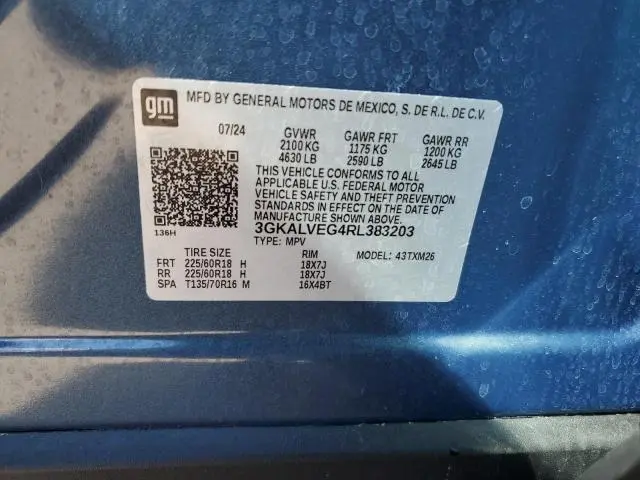 gm
MFD BY GENERAL MOTORS DE MEXICO, S. DE R.L. DE C.V.
07/24 GVWR GAWR FRT GAWR RR
2100 KG 1175 KG 1200 KG
4630 LB 2590 LB 2645 LB
THIS VEHICLE CONFORMS TO ALL
APPLICABLE U.S. FEDERAL MOTOR
VEHICLE SAFETY AND THEFT PREVENTION
STANDARDS IN EFFECT ON THE DATE OF
MANUFACTURE SHOWN ABOVE.
136H 3GKALVEG4RL383203
TYPE: MPV MODEL: 43TXM26
TIRE SIZE RIM
FRT 225/60R18 H 18X7J
RR 225/60R18 H 18X7J
SPA T135/70R16 M 16X4BT